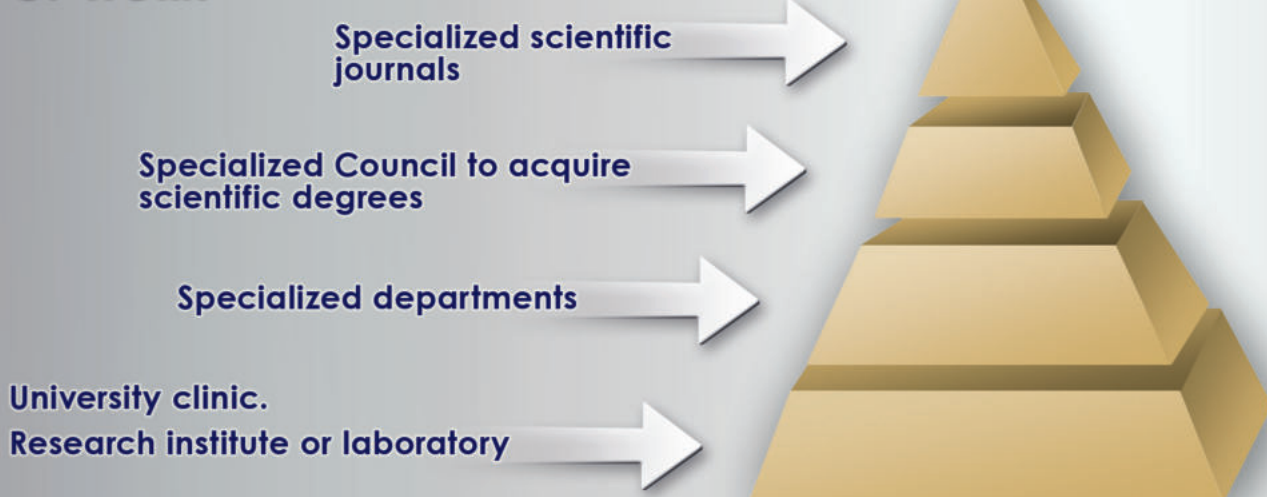 Specialized scientific
journals
Specialized Council to acquire
scientific degrees
Specialized departments
University clinic.
Research institute or laboratory